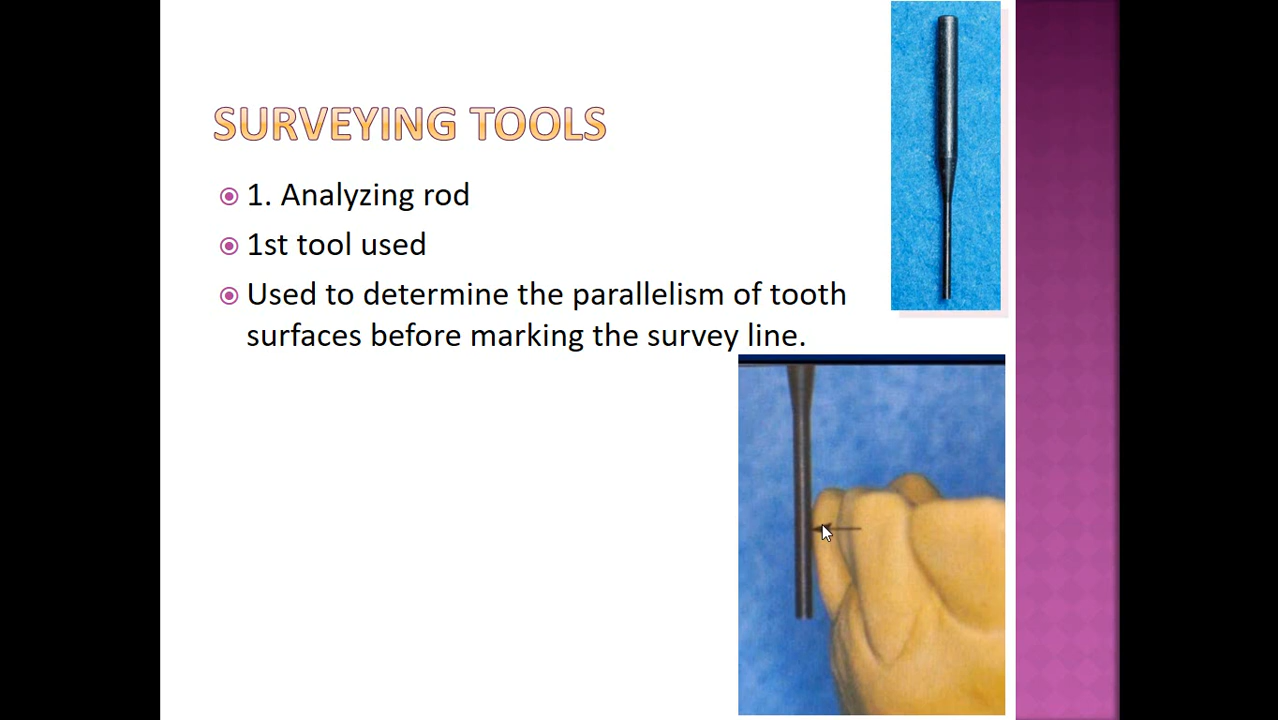 SURVEYING TOOLS
1. Analyzing rod
1st tool used
Used to determine the parallelism of tooth
surfaces before marking the survey line.